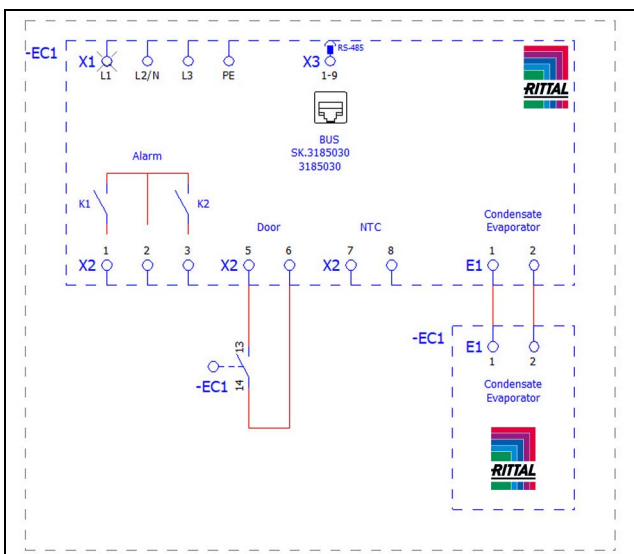 -EC1
X1
L1
L2/N
L3
PE
X3
RS-485
1-9
RITTAL
BUS
SK.3185030
3185030
Alarm
K1
K2
Door
NTC
Condensate
Evaporator
X2
1
2
3
X2
5
6
X2
7
8
E1
1
2
-EC1
E1
1
2
13
14
-EC1
Condensate
Evaporator
RITTAL